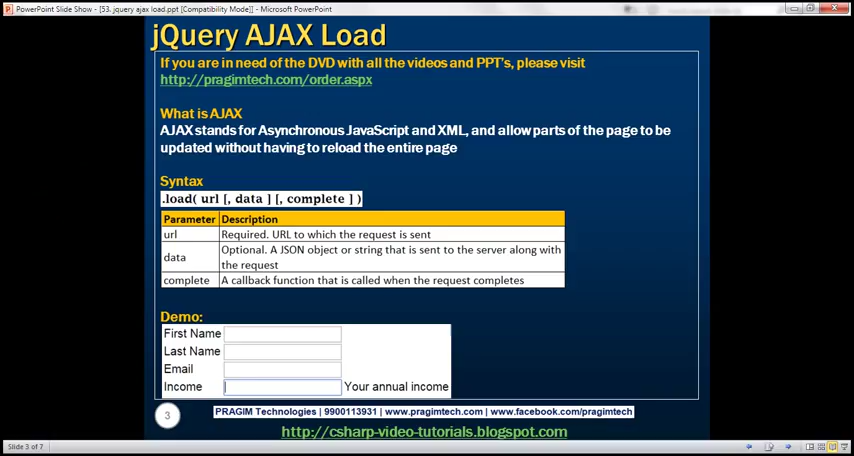 PowerPoint Slide Show - [53. jquery ajax load.ppt [Compatibility Mode]] - Microsoft PowerPoint
jQuery AJAX Load
If you are in need of the DVD with all the videos and PPT's, please visit
http://pragimtech.com/order.aspx
What is AJAX
AJAX stands for Asynchronous JavaScript and XML, and allow parts of the page to be
updated without having to reload the entire page
Syntax
.load( url [, data ] [, complete ] )
Parameter Description
url Required. URL to which the request is sent
data Optional. A JSON object or string that is sent to the server along with
the request
complete A callback function that is called when the request completes
Demo:
First Name
Last Name
Email
Income Your annual income
3
PRAGIM Technologies | 9900113931 | www.pragimtech.com | www.facebook.com/pragimtech
http://csharp-video-tutorials.blogspot.com
Slide 3 of 7